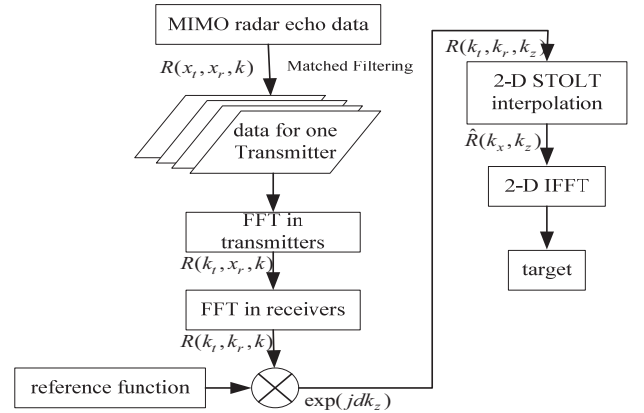 MIMO radar echo data
R(x_t, x_r, k)
Matched Filtering
data for one
Transmitter
FFT in
transmitters
R(k_t, x_r, k)
FFT in receivers
R(k_t, k_r, k)
reference function
exp(jdk_z)
R(k_t, k_r, k_z)
2-D STOLT
interpolation
R̂(k_x, k_z)
2-D IFFT
target